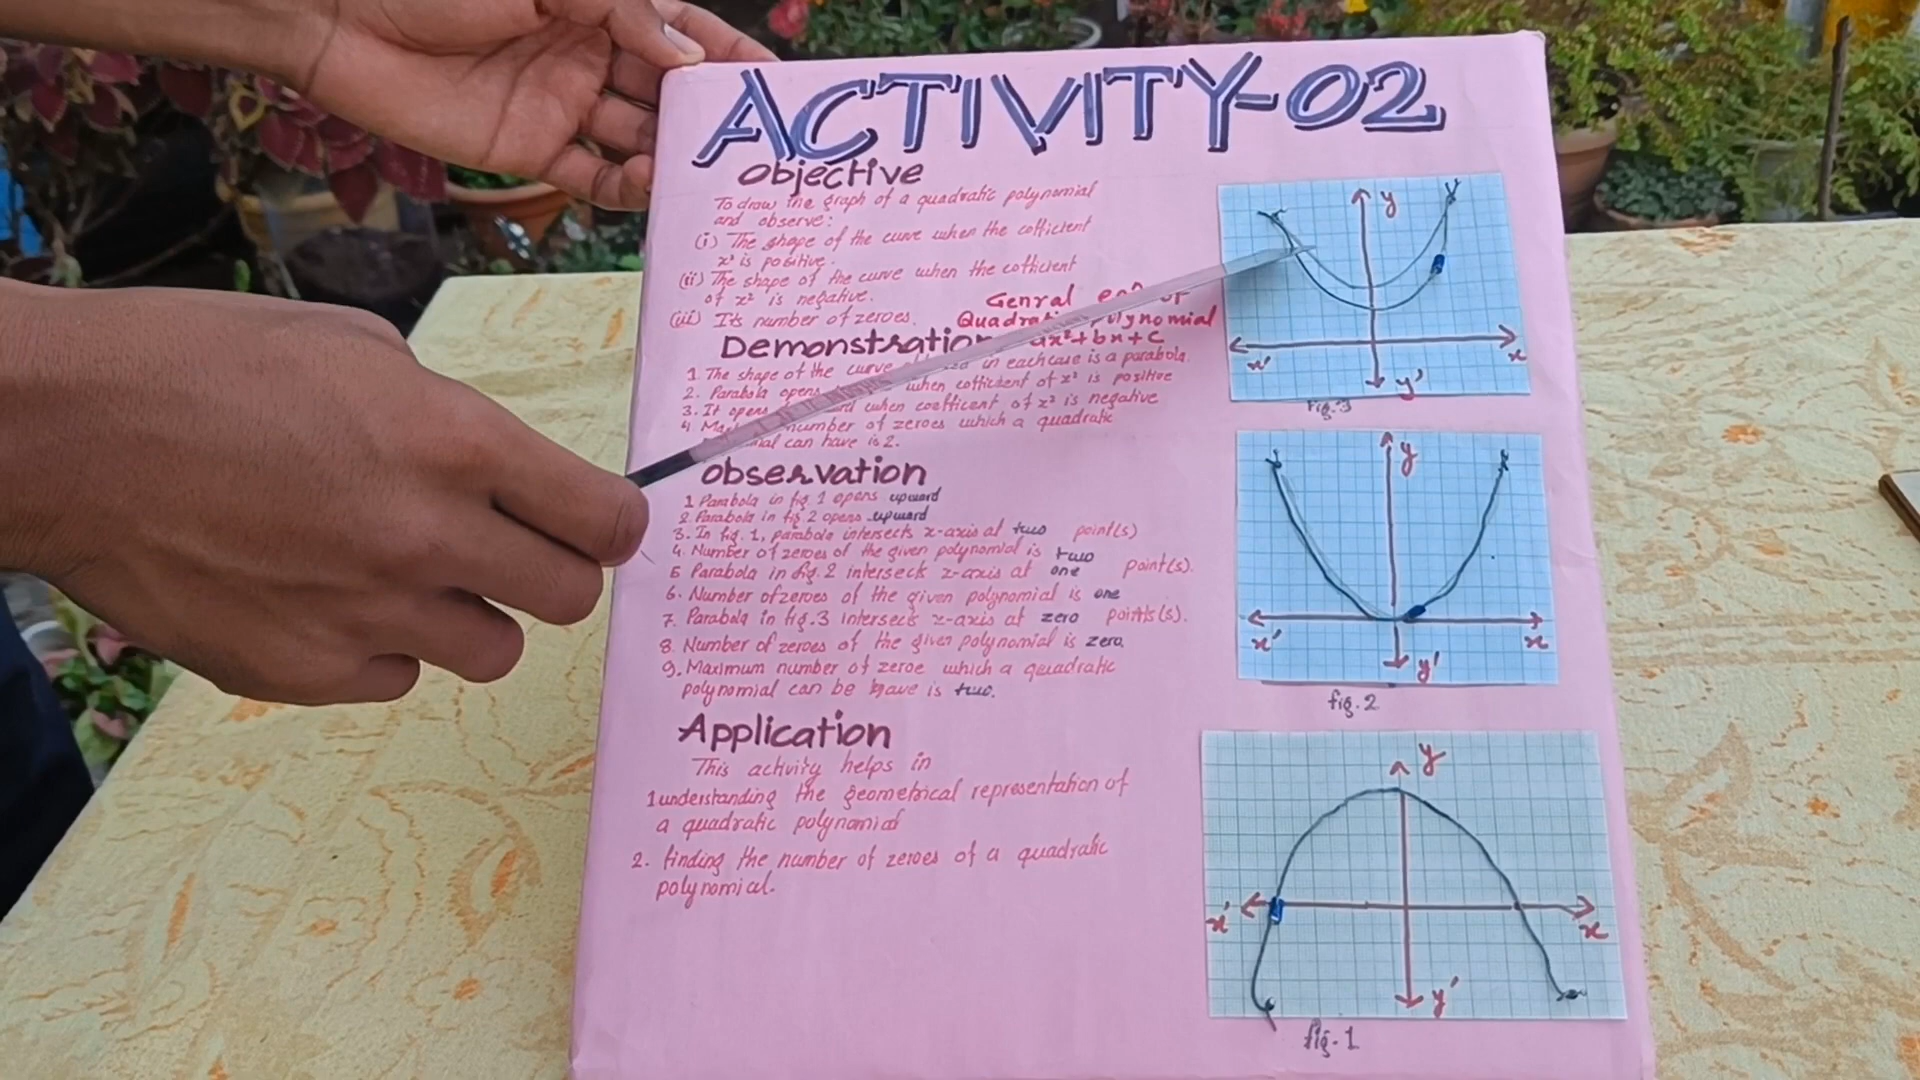 ACTIVITY-02
Objective
To draw the graph of a quadratic polynomial
and observe:
(i) The shape of the curve when the cofficient
x² is positive.
(ii) The shape of the curve when the cofficient
of x² is negative.
(iii) Its number of zeroes.
Genral
Quadratic polynomial
ax²+bx+c
Demonstration
1. The shape of the curve in each case is a parabola.
2. Parabola opens when cofficient of x² is positive
3. It opens when coefficent of x² is negative
4. number of zeroes which a quadratic
can have is 2.
Observation
1 Parabola in fig 1 opens upward
2. Parabola in fig 2 opens upward
3. In fig. 1, parabola intersects x-axis at two point(s)
4. Number of zeroes of the given polynomial is two
5 Parabola in fig. 2 interseck x-axis at one point(s).
6. Number of zeroes of the given polynomial is one
7. Parabola in fig.3 intersecs x-axis at zero points(s).
8. Number of zeroes of the given polynomial is zero.
9. Maximum number of zeroe which a quadratic
polynomial can be have is two.
Application
This activity helps in
1 understanding the geometrical representation of
a quadratic polynomial
2. finding the number of zeroes of a quadratic
polynomial.
y
x' x
y'
Fig. 3
y
x' x
y'
fig. 2
y
x' x
y'
fig. 1